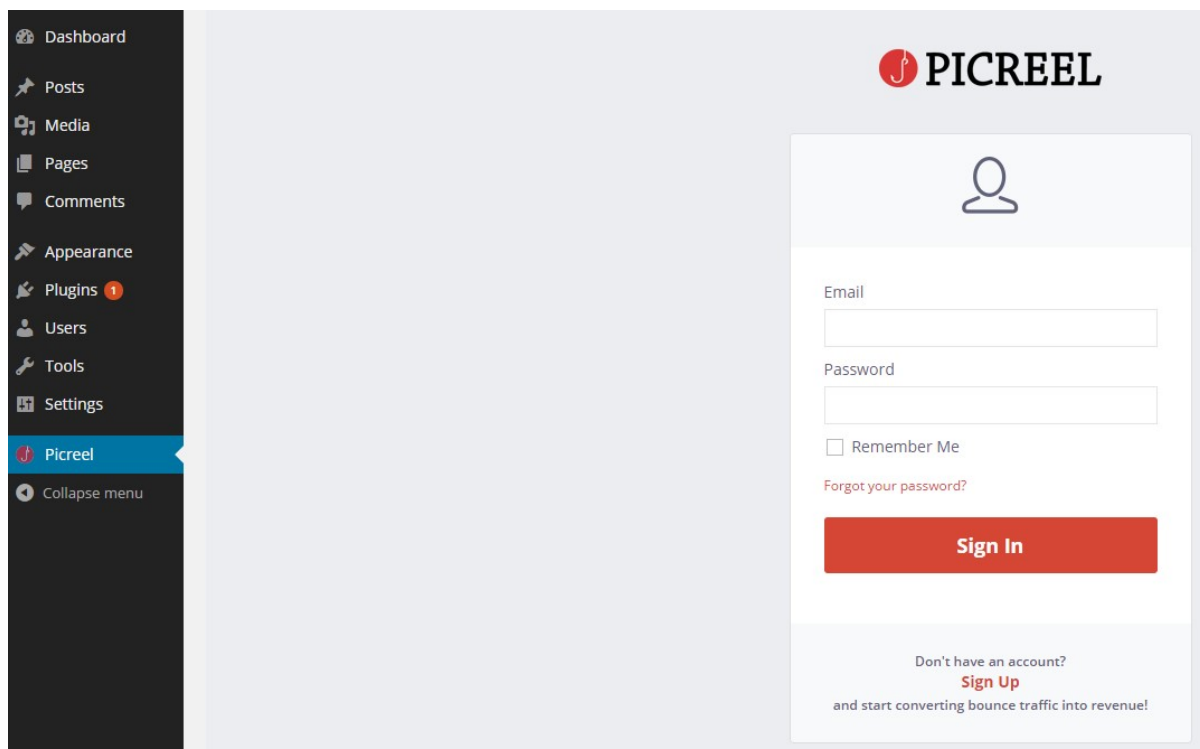 Dashboard
Posts
Media
Pages
Comments
Appearance
Plugins 1
Users
Tools
Settings
Picreel
Collapse menu
PICREEL
Email
Password
Remember Me
Forgot your password?
Sign In
Don't have an account?
Sign Up
and start converting bounce traffic into revenue!